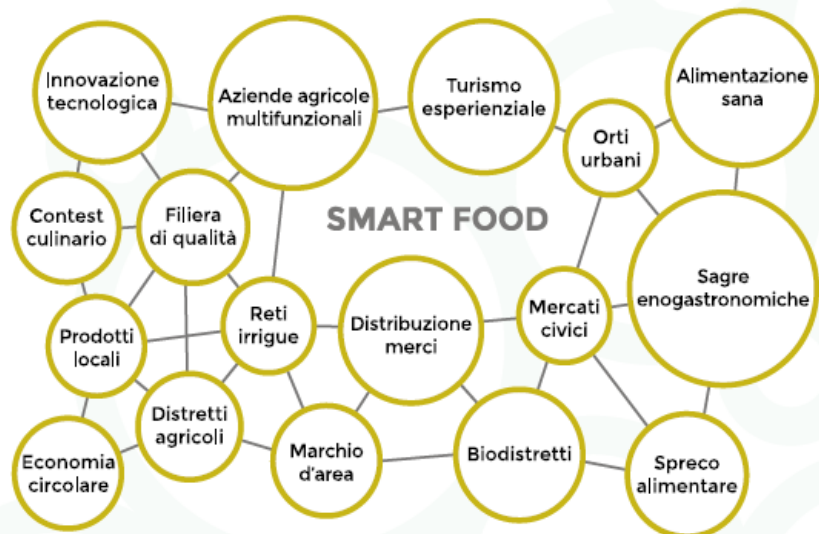 Innovazione
tecnologica
Aziende agricole
multifunzionali
Turismo
esperienziale
Alimentazione
sana
Orti
urbani
Contest
culinario
Filiera
di qualità
SMART FOOD
Sagre
enogastronomiche
Prodotti
locali
Reti
irrigue
Distribuzione
merci
Mercati
civici
Distretti
agricoli
Economia
circolare
Marchio
d'area
Biodistretti
Spreco
alimentare